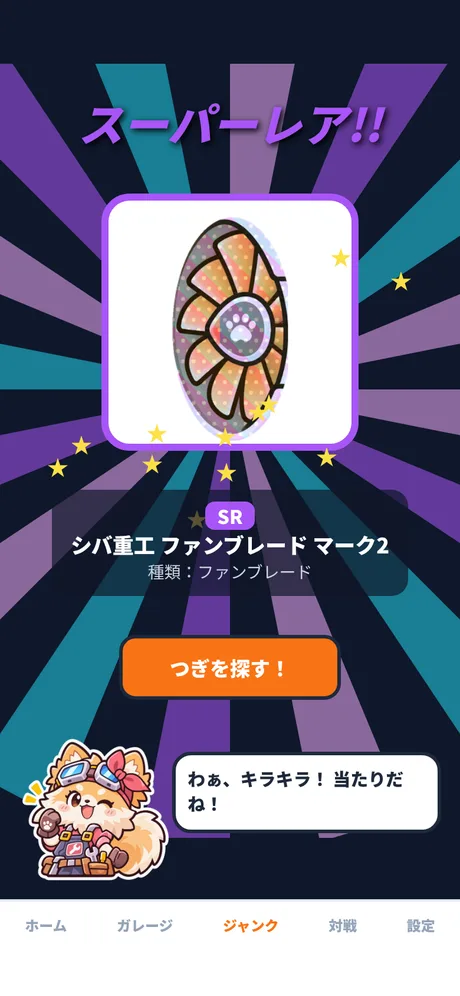 スーパーレア!!
SR
シバ重工 ファンブレード マーク2
種類：ファンブレード
つぎを探す！
わぁ、キラキラ！ 当たりだ
ね！
ホーム
ガレージ
ジャンク
対戦
設定